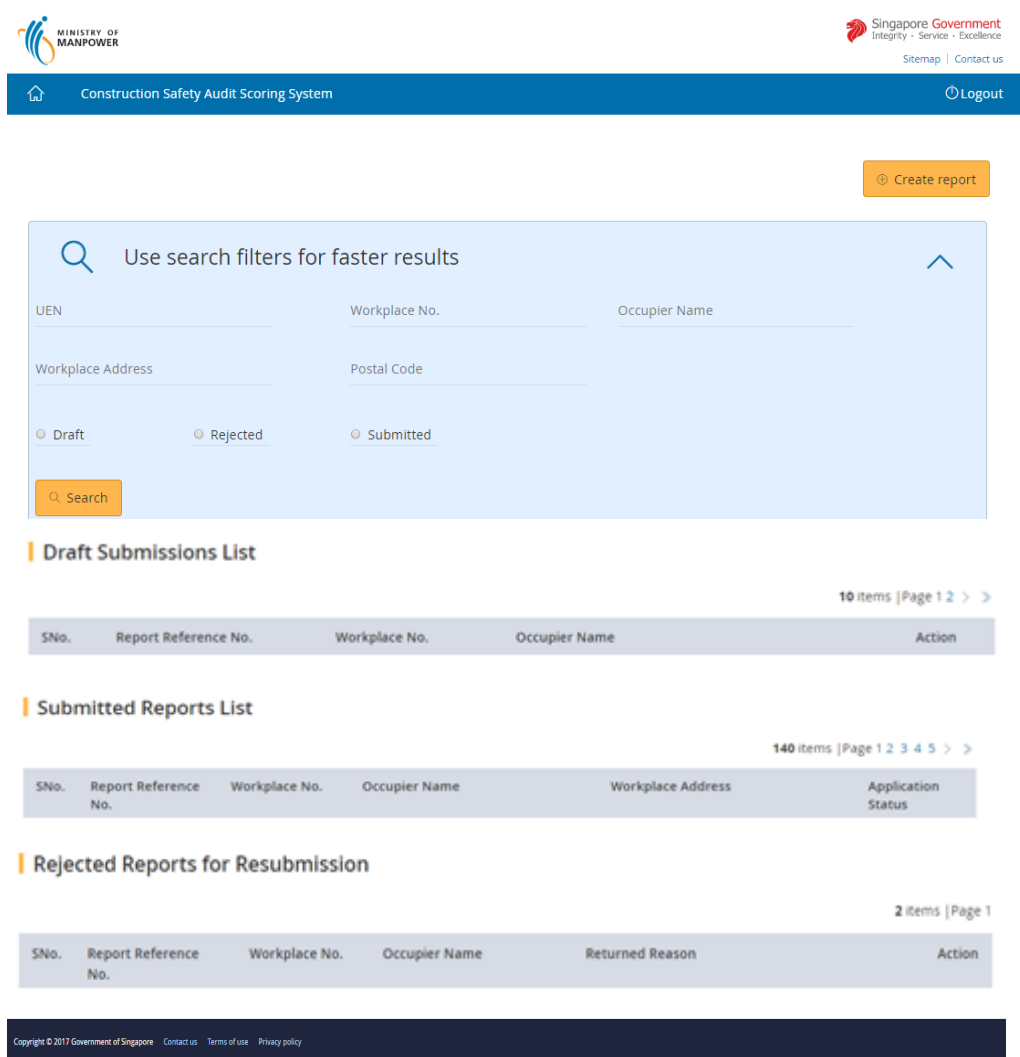 MINISTRY OF
MANPOWER
Singapore Government
Integrity · Service · Excellence
Sitemap | Contact us
Construction Safety Audit Scoring System
Logout
Create report
Use search filters for faster results
UEN Workplace No. Occupier Name
Workplace Address Postal Code
Draft Rejected Submitted
Search
Draft Submissions List
10 items |Page 1 2 > »
SNo. Report Reference No. Workplace No. Occupier Name Action
Submitted Reports List
140 items |Page 1 2 3 4 5 > »
SNo. Report Reference Workplace No. Occupier Name Workplace Address Application
No. Status
Rejected Reports for Resubmission
2 items |Page 1
SNo. Report Reference Workplace No. Occupier Name Returned Reason Action
No.
Copyright © 2017 Government of Singapore Contact us Terms of use Privacy policy